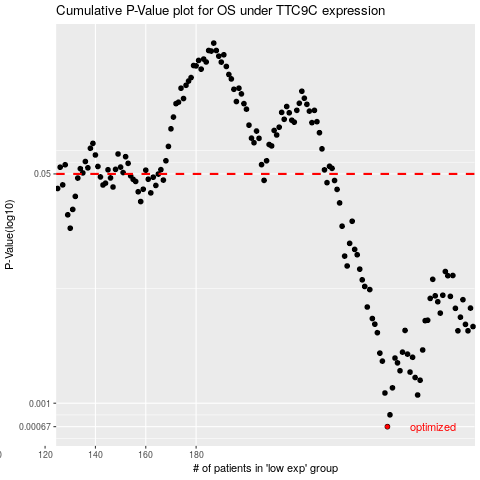 Cumulative P-Value plot for OS under TTC9C expression
P-Value(log10)
0.05
0.001
0.00067
optimized
0 120 140 160 180
# of patients in 'low exp' group